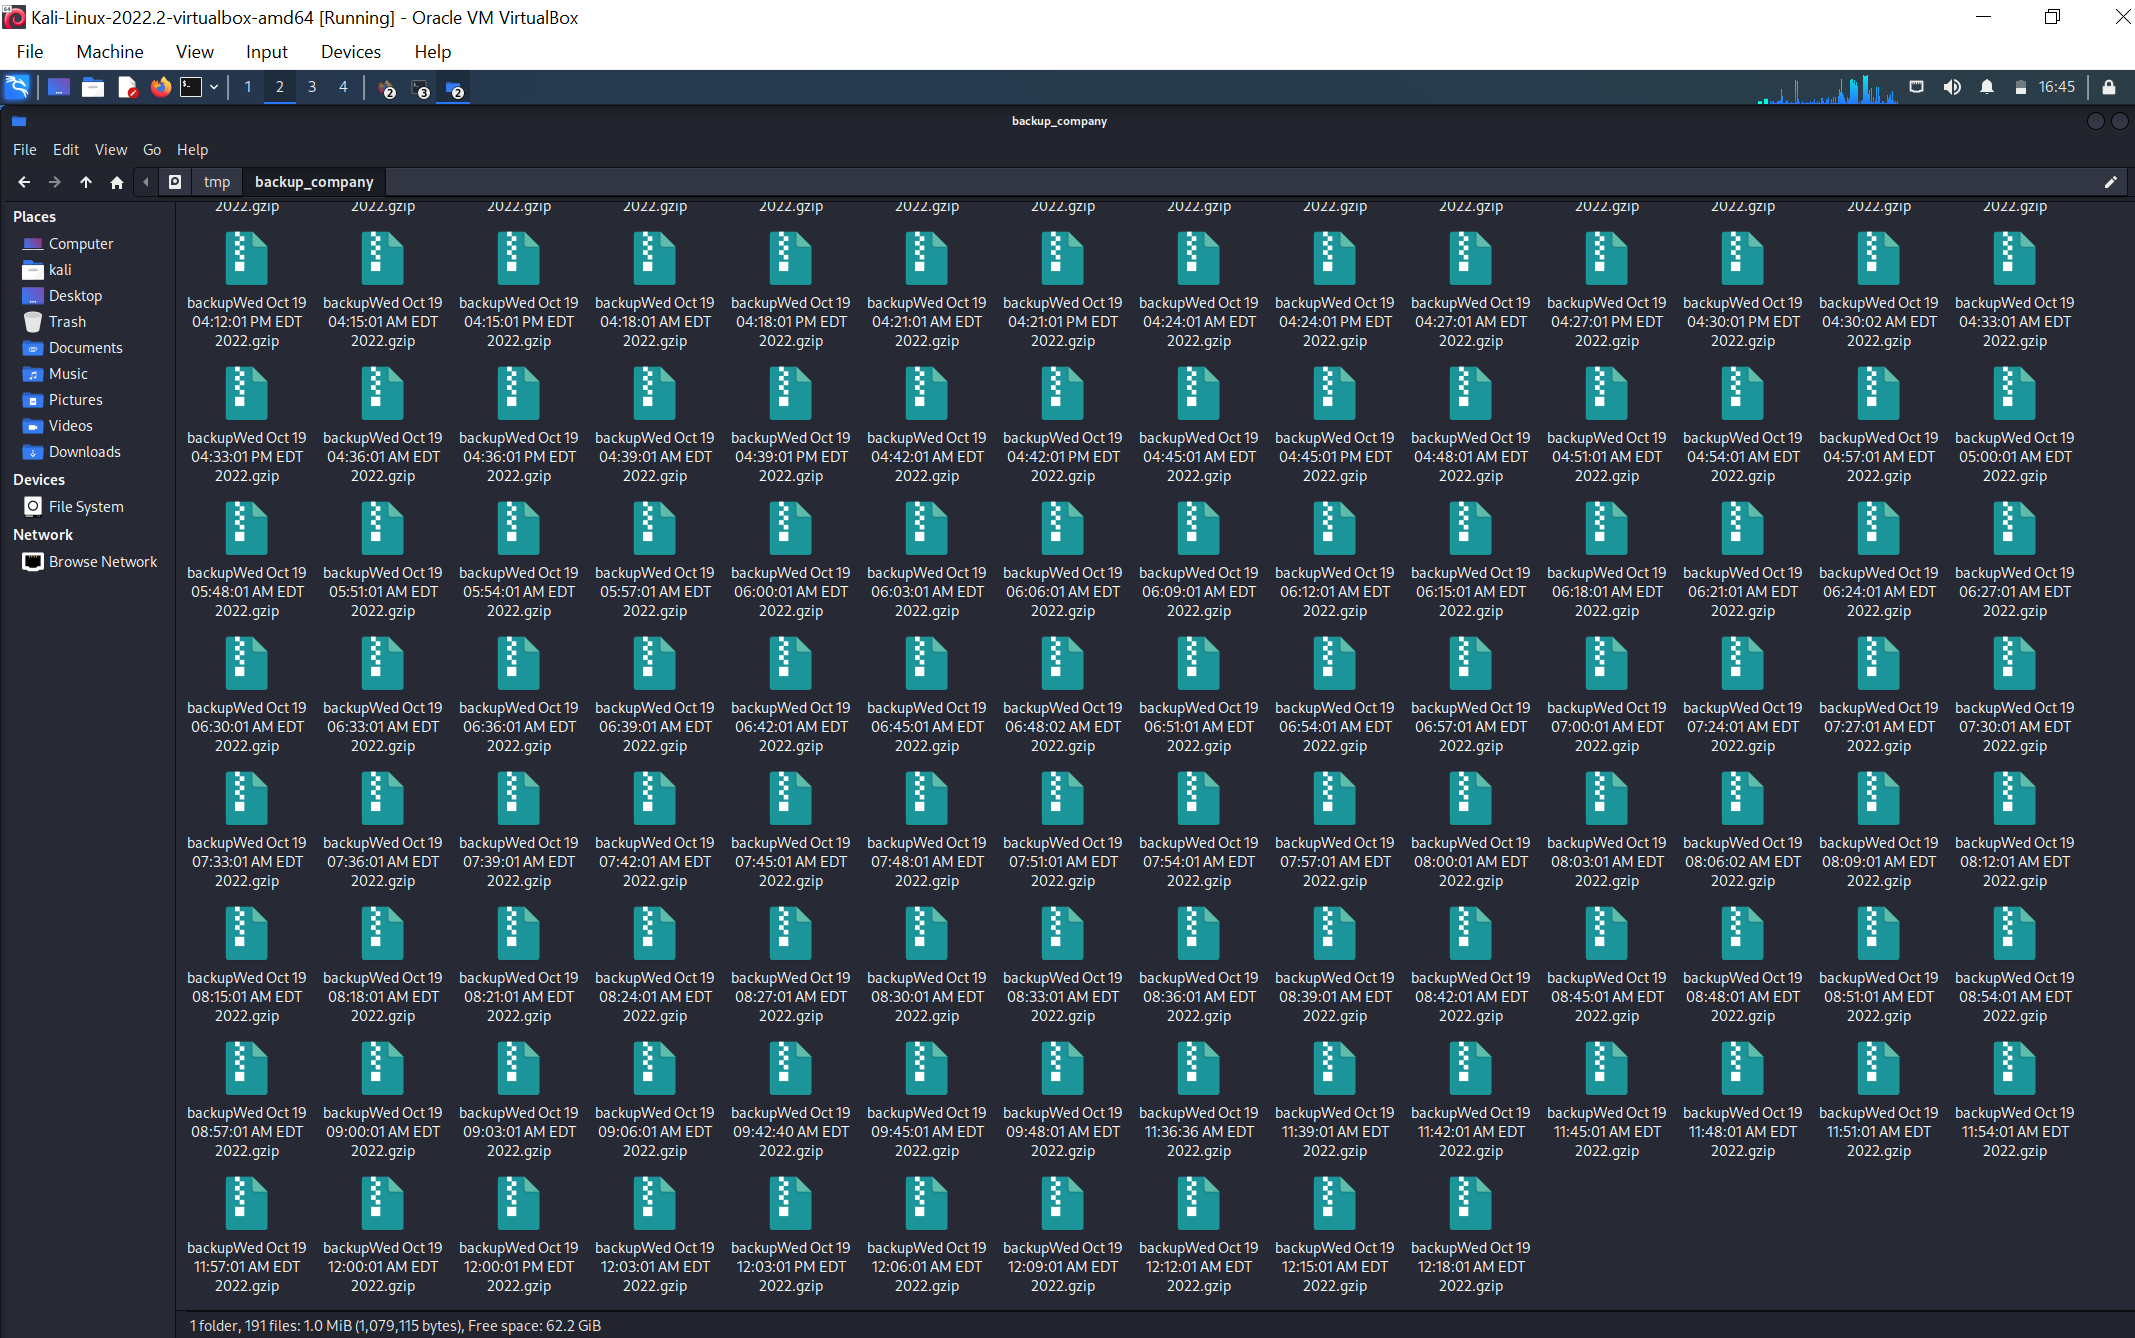 Kali-Linux-2022.2-virtualbox-amd64 [Running] - Oracle VM VirtualBox
File Machine View Input Devices Help
1 2 3 4 2 3 2 16:45
backup_company
File Edit View Go Help
tmp backup_company
Places
Computer
kali
Desktop
Trash
Documents
Music
Pictures
Videos
Downloads
Devices
File System
Network
Browse Network
2022.gzip 2022.gzip 2022.gzip 2022.gzip 2022.gzip 2022.gzip 2022.gzip 2022.gzip 2022.gzip 2022.gzip 2022.gzip 2022.gzip 2022.gzip 2022.gzip
backupWed Oct 19 backupWed Oct 19 backupWed Oct 19 backupWed Oct 19 backupWed Oct 19 backupWed Oct 19 backupWed Oct 19 backupWed Oct 19 backupWed Oct 19 backupWed Oct 19 backupWed Oct 19 backupWed Oct 19 backupWed Oct 19 backupWed Oct 19
04:12:01 PM EDT 04:15:01 AM EDT 04:15:01 PM EDT 04:18:01 AM EDT 04:18:01 PM EDT 04:21:01 AM EDT 04:21:01 PM EDT 04:24:01 AM EDT 04:24:01 PM EDT 04:27:01 AM EDT 04:27:01 PM EDT 04:30:01 PM EDT 04:30:02 AM EDT 04:33:01 AM EDT
2022.gzip 2022.gzip 2022.gzip 2022.gzip 2022.gzip 2022.gzip 2022.gzip 2022.gzip 2022.gzip 2022.gzip 2022.gzip 2022.gzip 2022.gzip 2022.gzip
backupWed Oct 19 backupWed Oct 19 backupWed Oct 19 backupWed Oct 19 backupWed Oct 19 backupWed Oct 19 backupWed Oct 19 backupWed Oct 19 backupWed Oct 19 backupWed Oct 19 backupWed Oct 19 backupWed Oct 19 backupWed Oct 19 backupWed Oct 19
04:33:01 PM EDT 04:36:01 AM EDT 04:36:01 PM EDT 04:39:01 AM EDT 04:39:01 PM EDT 04:42:01 AM EDT 04:42:01 PM EDT 04:45:01 AM EDT 04:45:01 PM EDT 04:48:01 AM EDT 04:51:01 AM EDT 04:54:01 AM EDT 04:57:01 AM EDT 05:00:01 AM EDT
2022.gzip 2022.gzip 2022.gzip 2022.gzip 2022.gzip 2022.gzip 2022.gzip 2022.gzip 2022.gzip 2022.gzip 2022.gzip 2022.gzip 2022.gzip 2022.gzip
backupWed Oct 19 backupWed Oct 19 backupWed Oct 19 backupWed Oct 19 backupWed Oct 19 backupWed Oct 19 backupWed Oct 19 backupWed Oct 19 backupWed Oct 19 backupWed Oct 19 backupWed Oct 19 backupWed Oct 19 backupWed Oct 19 backupWed Oct 19
05:48:01 AM EDT 05:51:01 AM EDT 05:54:01 AM EDT 05:57:01 AM EDT 06:00:01 AM EDT 06:03:01 AM EDT 06:06:01 AM EDT 06:09:01 AM EDT 06:12:01 AM EDT 06:15:01 AM EDT 06:18:01 AM EDT 06:21:01 AM EDT 06:24:01 AM EDT 06:27:01 AM EDT
2022.gzip 2022.gzip 2022.gzip 2022.gzip 2022.gzip 2022.gzip 2022.gzip 2022.gzip 2022.gzip 2022.gzip 2022.gzip 2022.gzip 2022.gzip 2022.gzip
backupWed Oct 19 backupWed Oct 19 backupWed Oct 19 backupWed Oct 19 backupWed Oct 19 backupWed Oct 19 backupWed Oct 19 backupWed Oct 19 backupWed Oct 19 backupWed Oct 19 backupWed Oct 19 backupWed Oct 19 backupWed Oct 19 backupWed Oct 19
06:30:01 AM EDT 06:33:01 AM EDT 06:36:01 AM EDT 06:39:01 AM EDT 06:42:01 AM EDT 06:45:01 AM EDT 06:48:02 AM EDT 06:51:01 AM EDT 06:54:01 AM EDT 06:57:01 AM EDT 07:00:01 AM EDT 07:24:01 AM EDT 07:27:01 AM EDT 07:30:01 AM EDT
2022.gzip 2022.gzip 2022.gzip 2022.gzip 2022.gzip 2022.gzip 2022.gzip 2022.gzip 2022.gzip 2022.gzip 2022.gzip 2022.gzip 2022.gzip 2022.gzip
backupWed Oct 19 backupWed Oct 19 backupWed Oct 19 backupWed Oct 19 backupWed Oct 19 backupWed Oct 19 backupWed Oct 19 backupWed Oct 19 backupWed Oct 19 backupWed Oct 19 backupWed Oct 19 backupWed Oct 19 backupWed Oct 19 backupWed Oct 19
07:33:01 AM EDT 07:36:01 AM EDT 07:39:01 AM EDT 07:42:01 AM EDT 07:45:01 AM EDT 07:48:01 AM EDT 07:51:01 AM EDT 07:54:01 AM EDT 07:57:01 AM EDT 08:00:01 AM EDT 08:03:01 AM EDT 08:06:02 AM EDT 08:09:01 AM EDT 08:12:01 AM EDT
2022.gzip 2022.gzip 2022.gzip 2022.gzip 2022.gzip 2022.gzip 2022.gzip 2022.gzip 2022.gzip 2022.gzip 2022.gzip 2022.gzip 2022.gzip 2022.gzip
backupWed Oct 19 backupWed Oct 19 backupWed Oct 19 backupWed Oct 19 backupWed Oct 19 backupWed Oct 19 backupWed Oct 19 backupWed Oct 19 backupWed Oct 19 backupWed Oct 19 backupWed Oct 19 backupWed Oct 19 backupWed Oct 19 backupWed Oct 19
08:15:01 AM EDT 08:18:01 AM EDT 08:21:01 AM EDT 08:24:01 AM EDT 08:27:01 AM EDT 08:30:01 AM EDT 08:33:01 AM EDT 08:36:01 AM EDT 08:39:01 AM EDT 08:42:01 AM EDT 08:45:01 AM EDT 08:48:01 AM EDT 08:51:01 AM EDT 08:54:01 AM EDT
2022.gzip 2022.gzip 2022.gzip 2022.gzip 2022.gzip 2022.gzip 2022.gzip 2022.gzip 2022.gzip 2022.gzip 2022.gzip 2022.gzip 2022.gzip 2022.gzip
backupWed Oct 19 backupWed Oct 19 backupWed Oct 19 backupWed Oct 19 backupWed Oct 19 backupWed Oct 19 backupWed Oct 19 backupWed Oct 19 backupWed Oct 19 backupWed Oct 19 backupWed Oct 19 backupWed Oct 19 backupWed Oct 19 backupWed Oct 19
08:57:01 AM EDT 09:00:01 AM EDT 09:03:01 AM EDT 09:06:01 AM EDT 09:42:40 AM EDT 09:45:01 AM EDT 09:48:01 AM EDT 11:36:36 AM EDT 11:39:01 AM EDT 11:42:01 AM EDT 11:45:01 AM EDT 11:48:01 AM EDT 11:51:01 AM EDT 11:54:01 AM EDT
2022.gzip 2022.gzip 2022.gzip 2022.gzip 2022.gzip 2022.gzip 2022.gzip 2022.gzip 2022.gzip 2022.gzip 2022.gzip 2022.gzip 2022.gzip 2022.gzip
backupWed Oct 19 backupWed Oct 19 backupWed Oct 19 backupWed Oct 19 backupWed Oct 19 backupWed Oct 19 backupWed Oct 19 backupWed Oct 19 backupWed Oct 19 backupWed Oct 19
11:57:01 AM EDT 12:00:01 AM EDT 12:00:01 PM EDT 12:03:01 AM EDT 12:03:01 PM EDT 12:06:01 AM EDT 12:09:01 AM EDT 12:12:01 AM EDT 12:15:01 AM EDT 12:18:01 AM EDT
2022.gzip 2022.gzip 2022.gzip 2022.gzip 2022.gzip 2022.gzip 2022.gzip 2022.gzip 2022.gzip 2022.gzip
1 folder, 191 files: 1.0 MiB (1,079,115 bytes), Free space: 62.2 GiB